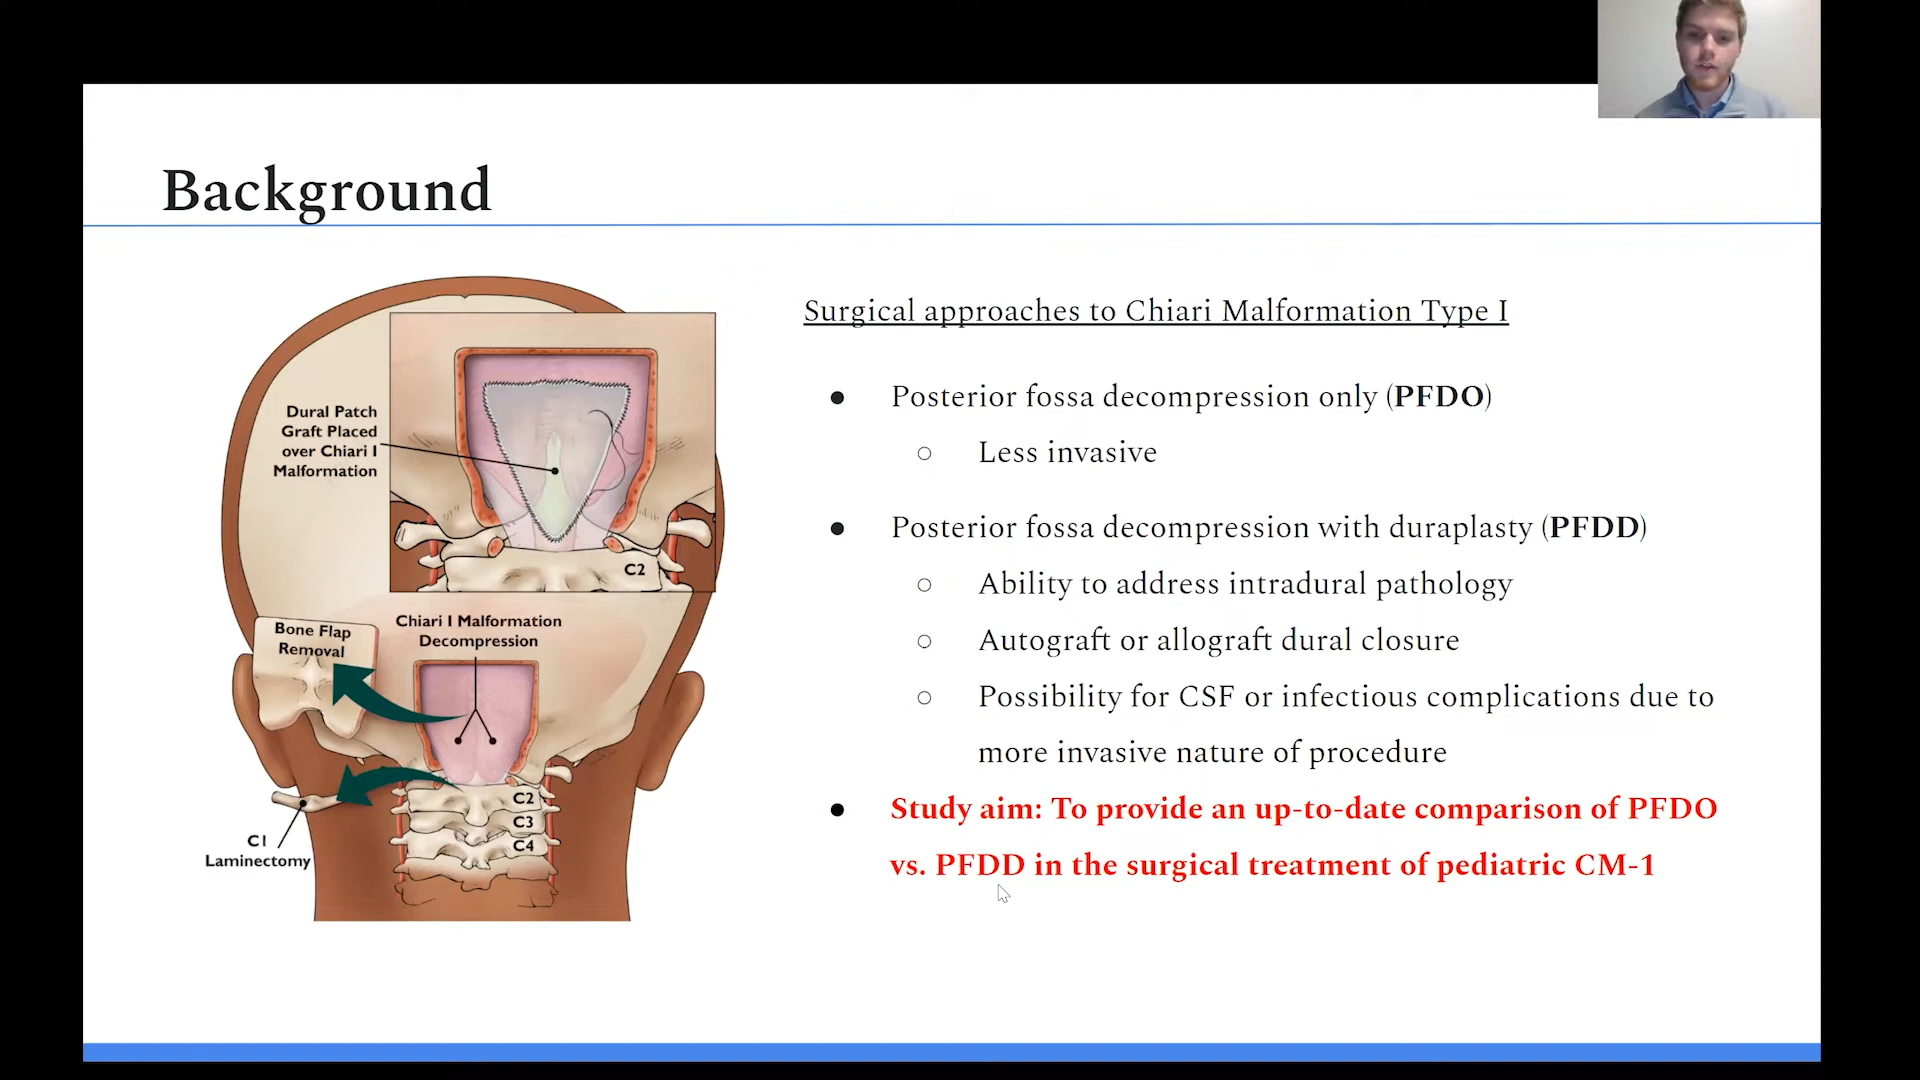 Background
Surgical approaches to Chiari Malformation Type I
● Posterior fossa decompression only (PFDO)
○ Less invasive
● Posterior fossa decompression with duraplasty (PFDD)
○ Ability to address intradural pathology
○ Autograft or allograft dural closure
○ Possibility for CSF or infectious complications due to
more invasive nature of procedure
● Study aim: To provide an up-to-date comparison of PFDO
vs. PFDD in the surgical treatment of pediatric CM-1
Dural Patch
Graft Placed
over Chiari I
Malformation
C2
Bone Flap
Removal
Chiari I Malformation
Decompression
C2
C3
C4
C1
Laminectomy